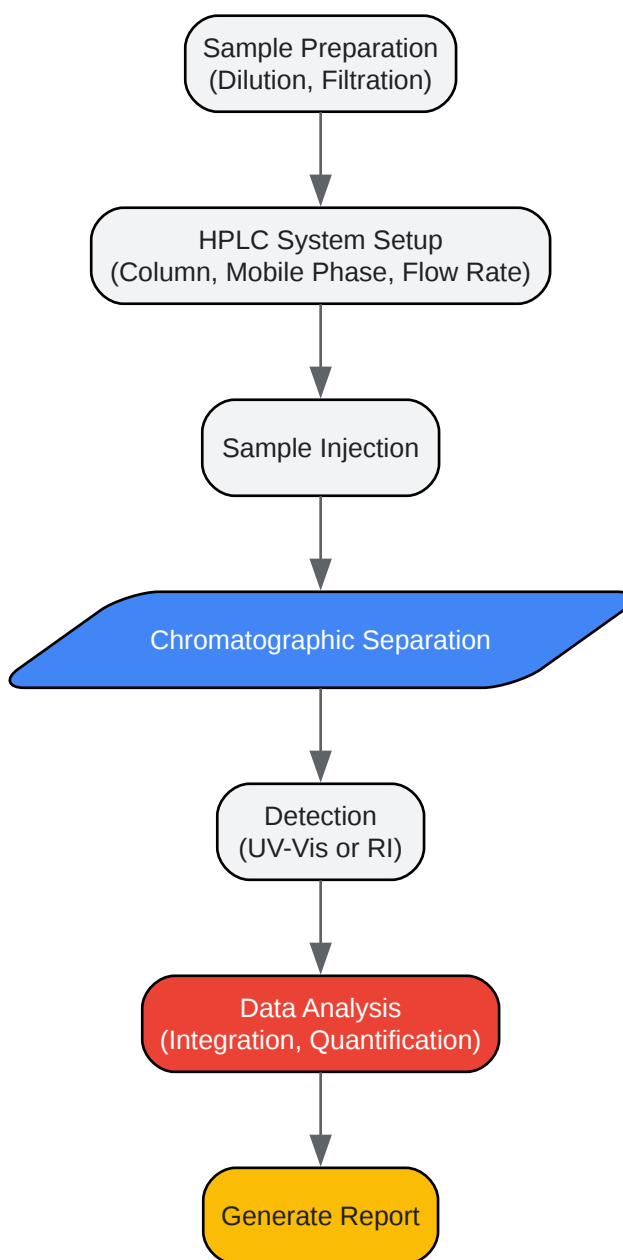 Sample Preparation
(Dilution, Filtration)
HPLC System Setup
(Column, Mobile Phase, Flow Rate)
Sample Injection
Chromatographic Separation
Detection
(UV-Vis or RI)
Data Analysis
(Integration, Quantification)
Generate Report